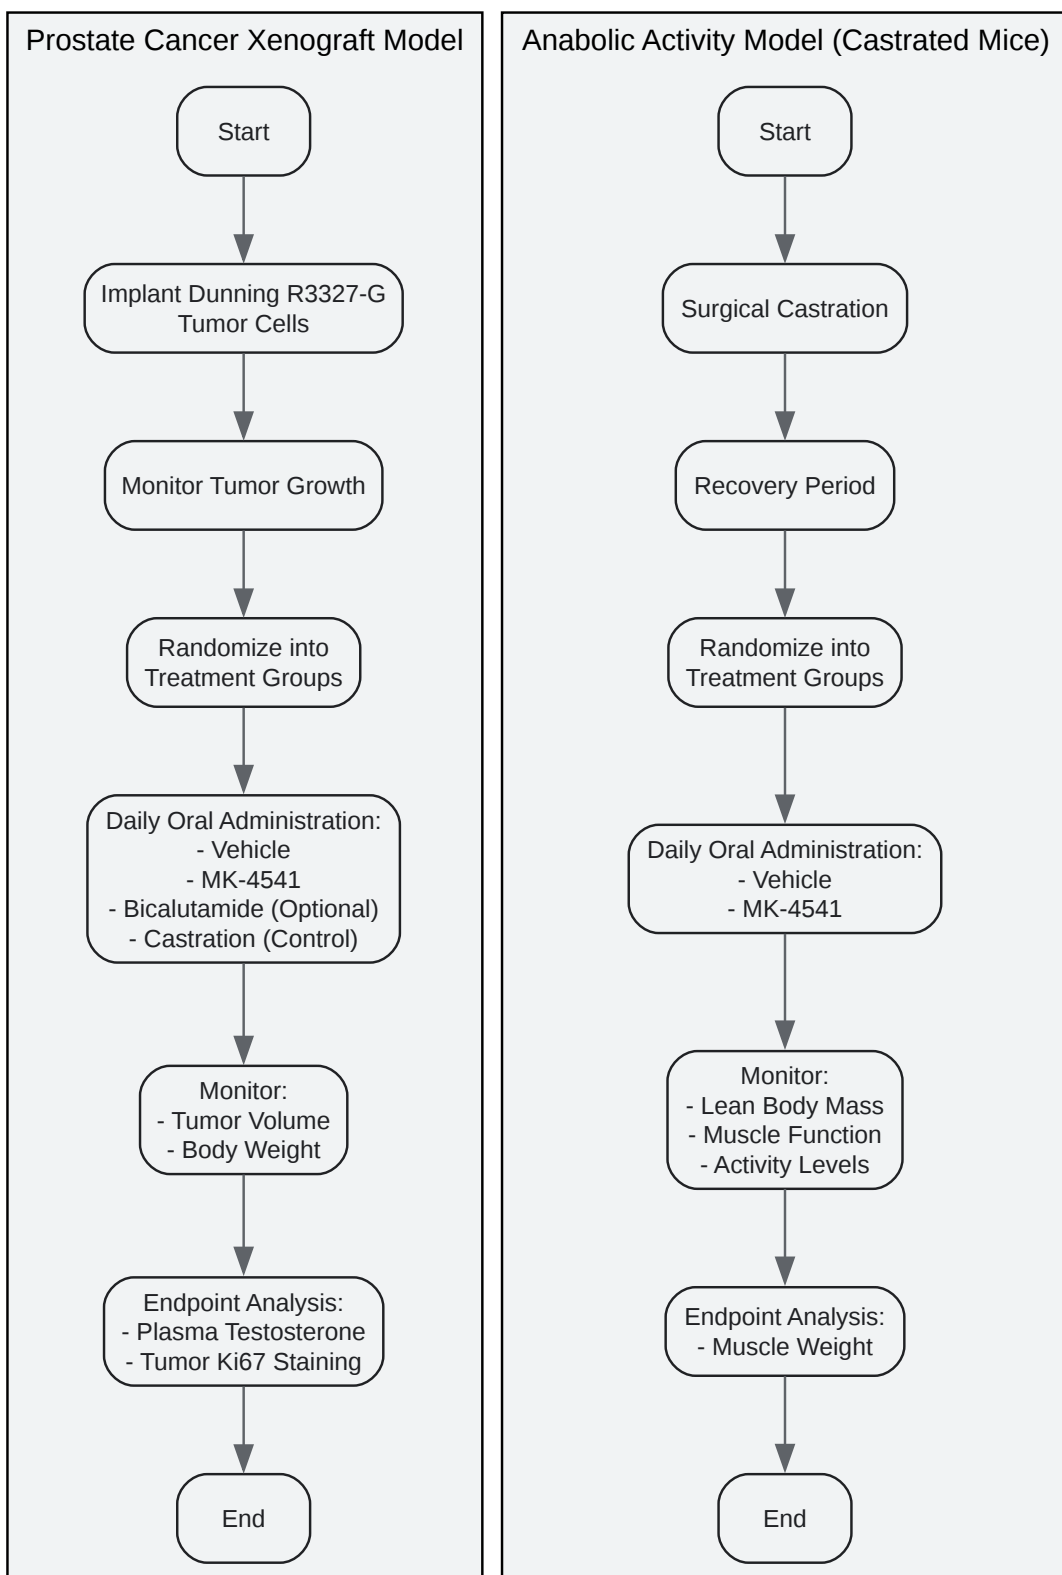 Prostate Cancer Xenograft Model
Start
Implant Dunning R3327-G
Tumor Cells
Monitor Tumor Growth
Randomize into
Treatment Groups
Daily Oral Administration:
- Vehicle
- MK-4541
- Bicalutamide (Optional)
- Castration (Control)
Monitor:
- Tumor Volume
- Body Weight
Endpoint Analysis:
- Plasma Testosterone
- Tumor Ki67 Staining
End
Anabolic Activity Model (Castrated Mice)
Start
Surgical Castration
Recovery Period
Randomize into
Treatment Groups
Daily Oral Administration:
- Vehicle
- MK-4541
Monitor:
- Lean Body Mass
- Muscle Function
- Activity Levels
Endpoint Analysis:
- Muscle Weight
End